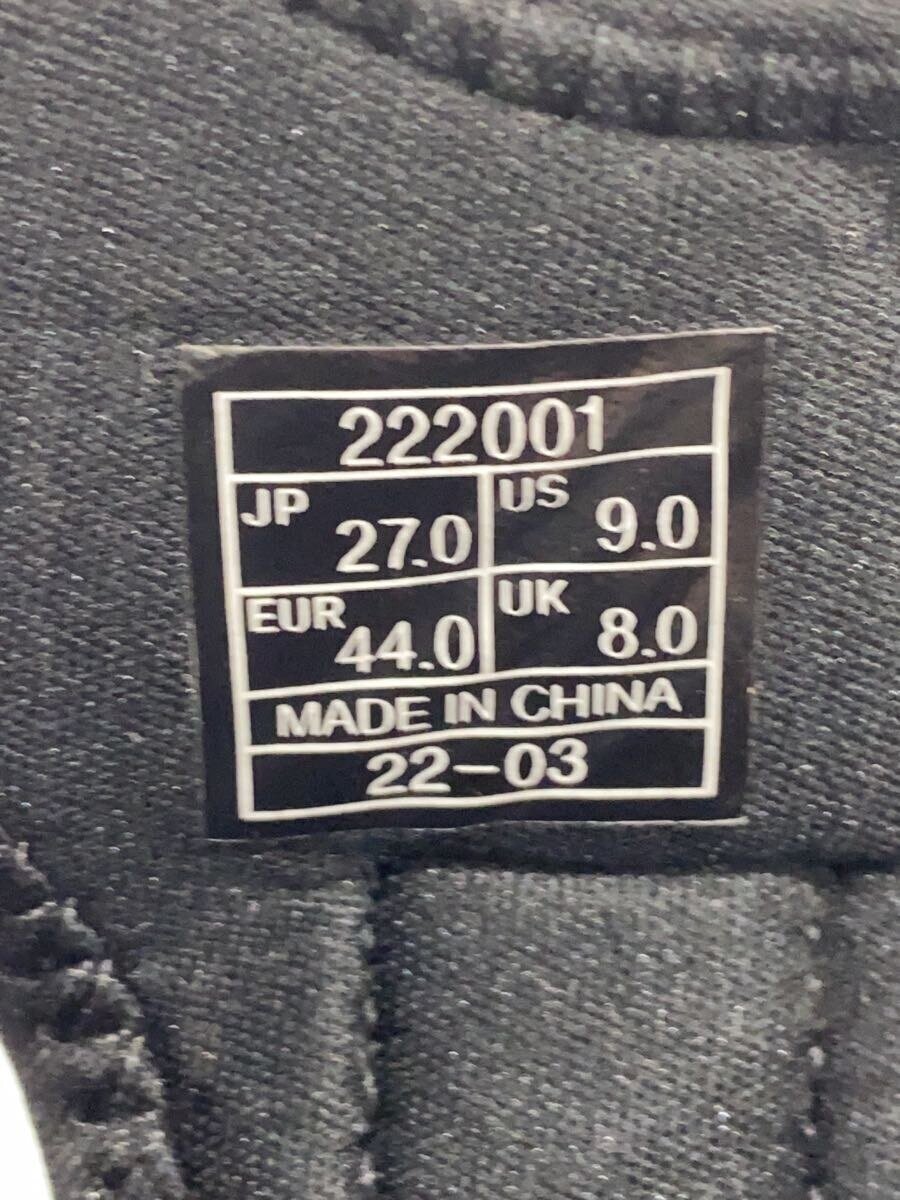 222001
JP 27.0 US 9.0
EUR 44.0 UK 8.0
MADE IN CHINA
22-03